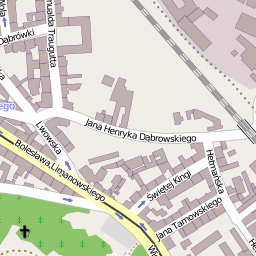 Dąbrówki
Traugutta
Jana Henryka Dąbrowskiego
Lwowska
Bolesława Limanowskiego
Hetmańska
Świętej Kingi
Jana Tarnowskiego